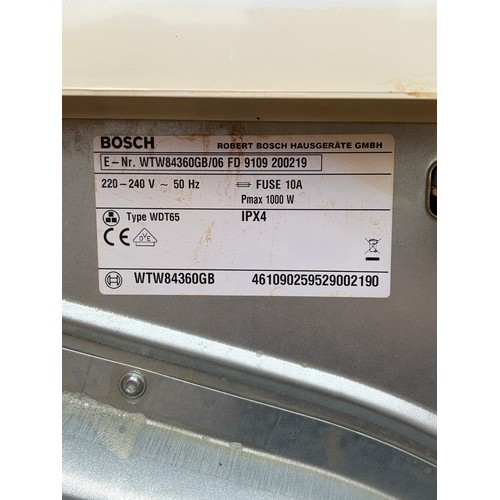 BOSCH ROBERT BOSCH HAUSGERÄTE GMBH
E-Nr. WTW84360GB/06 FD 9109 200219
220-240 V ~ 50 Hz FUSE 10A
Pmax 1000 W
Type WDT65 IPX4
CE OVE
WTW84360GB 461090259529002190